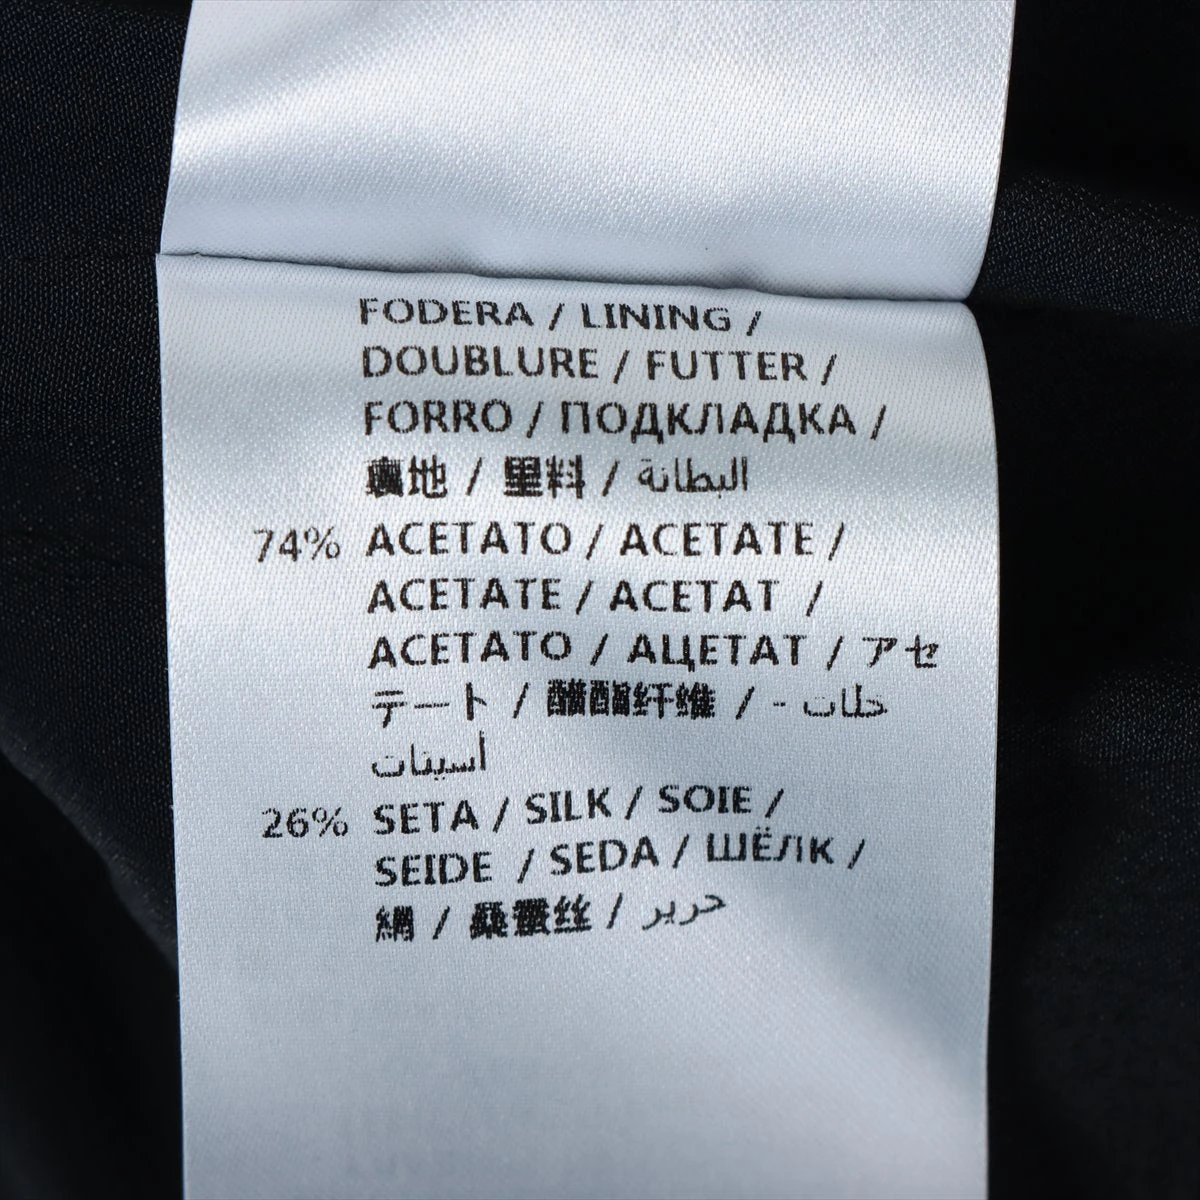 FODERA / LINING /
DOUBLURE / FUTTER /
FORRO / ПОДКЛАДКА /
裏地 / 里料 / البطانة
74% ACETATO / ACETATE /
ACETATE / ACETAT /
ACETATO / АЦЕТАТ / アセ
テート / 醋酯纤维 / -
أسيتات
26% SETA / SILK / SOIE /
SEIDE / SEDA / ШЁЛК /
絹 / 桑蚕丝 / حرير